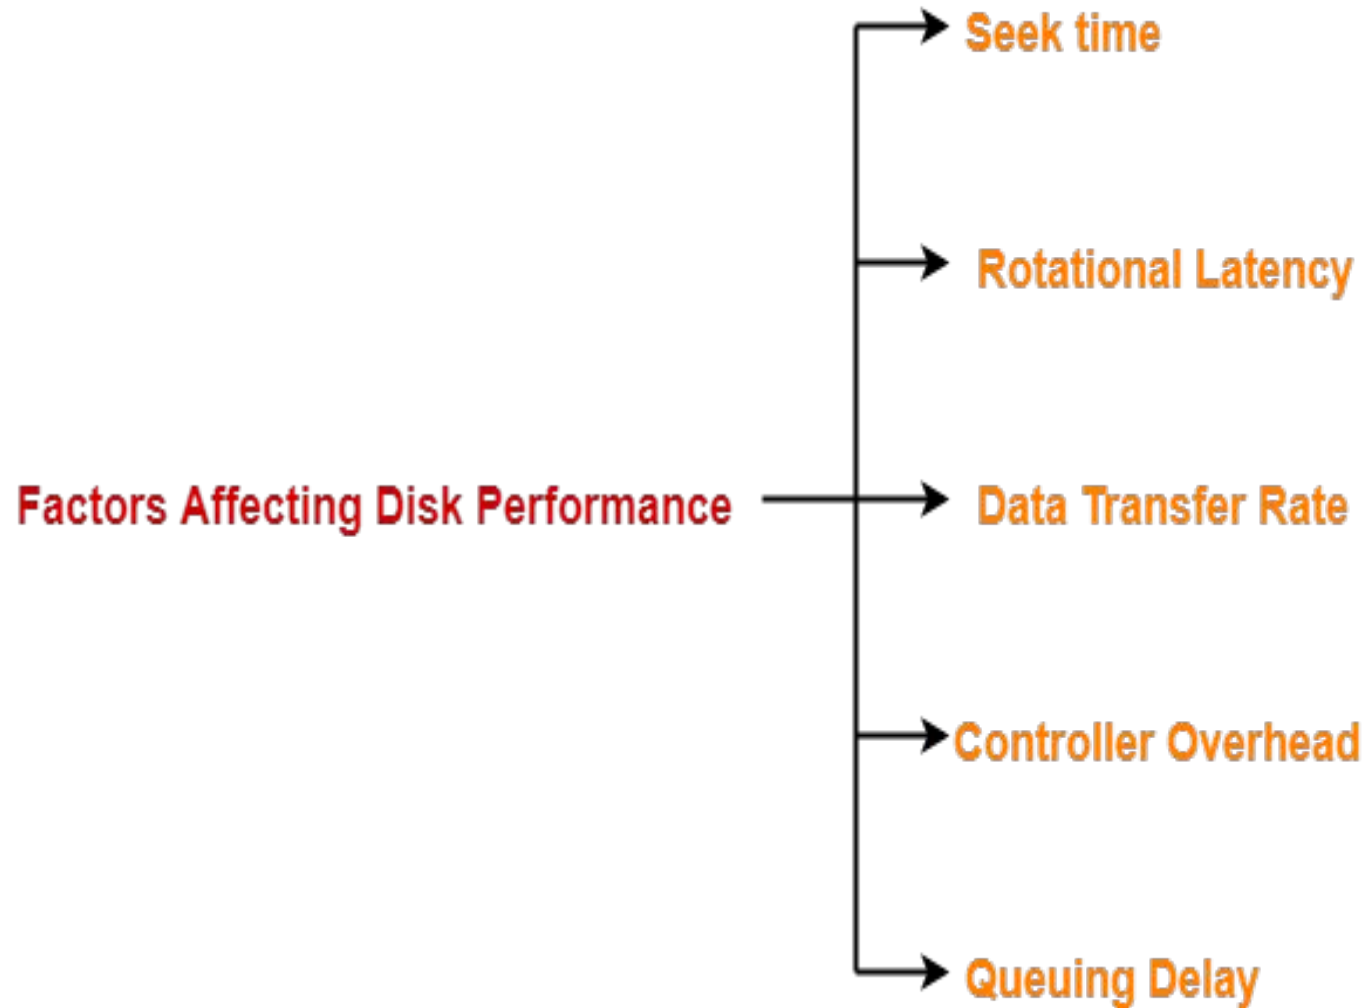 Seek time
Rotational Latency
Factors Affecting Disk Performance
Data Transfer Rate
Controller Overhead
Queuing Delay